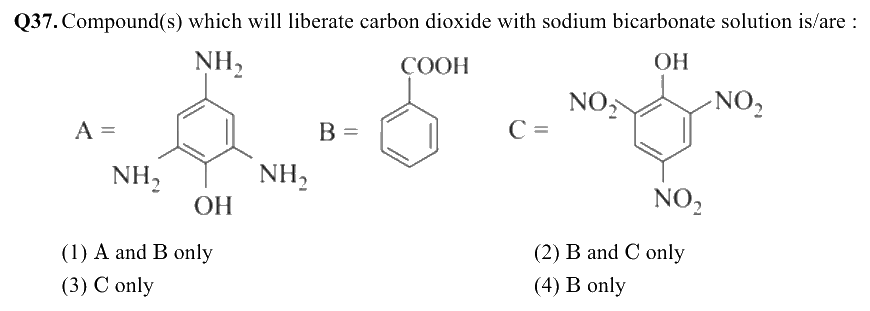 Q37. Compound(s) which will liberate carbon dioxide with sodium bicarbonate solution is/are :
NH₂
COOH
OH
NO₂
NO₂
A =
B =
C =
NH₂
NH₂
OH
NO₂
(1) A and B only
(2) B and C only
(3) C only
(4) B only